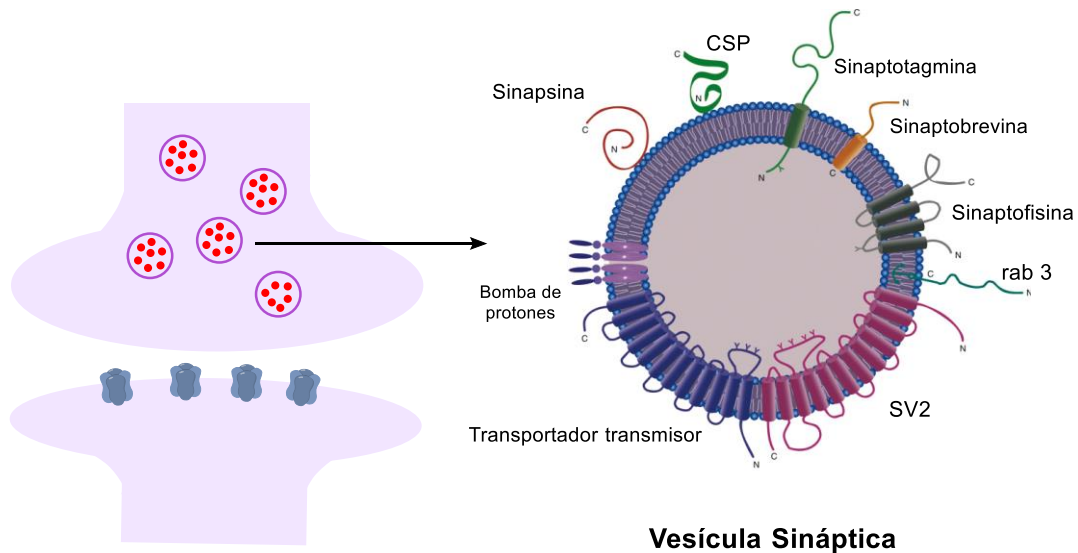 CSP
C
C
Sinaptotagmina
Sinapsina
N
N
C
Sinaptobrevina
N
N
C
C
Sinaptofisina
N
C
rab 3
N
Bomba de
protones
C
N
SV2
Transportador transmisor
C
N
Vesícula Sináptica